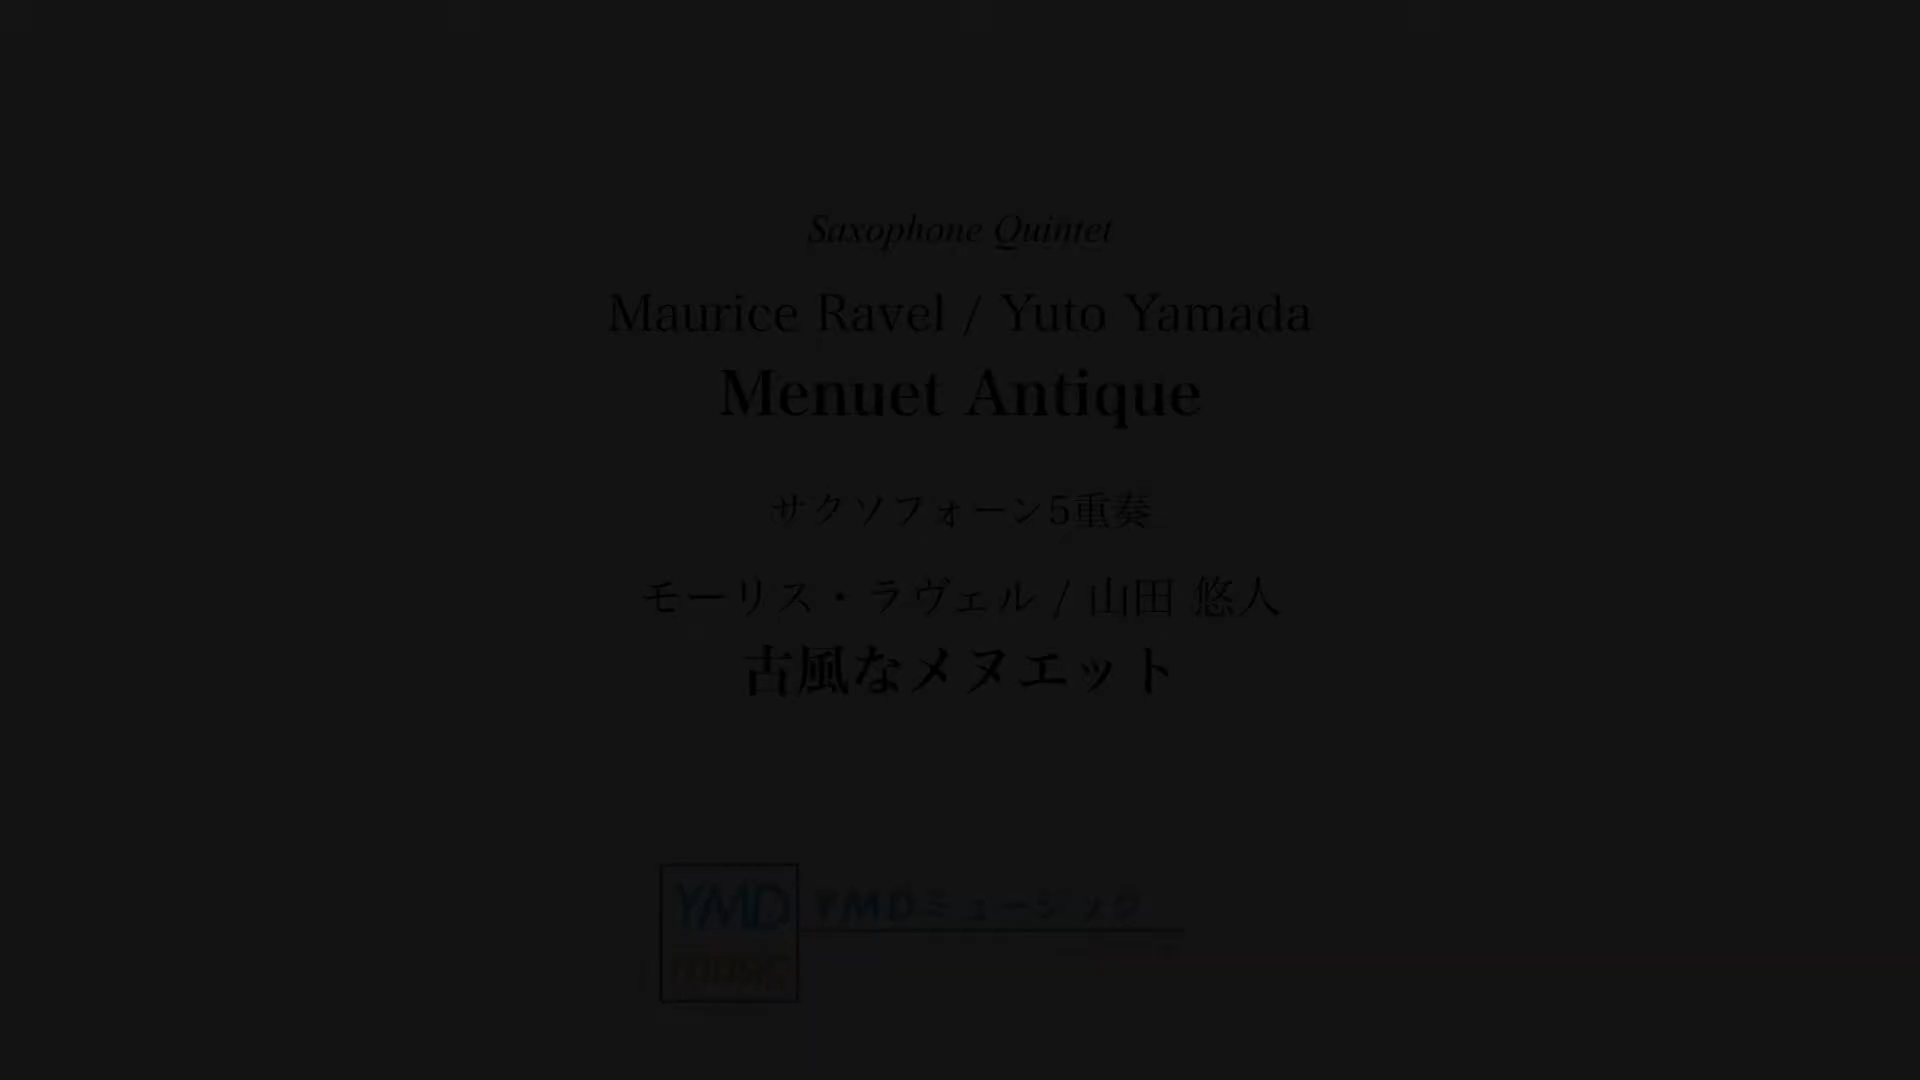 Saxophone Quintet
Maurice Ravel / Yuto Yamada
Menuet Antique
サクソフォーン5重奏
モーリス・ラヴェル / 山田 悠人
古風なメヌエット
YMD YMDミュージック
music